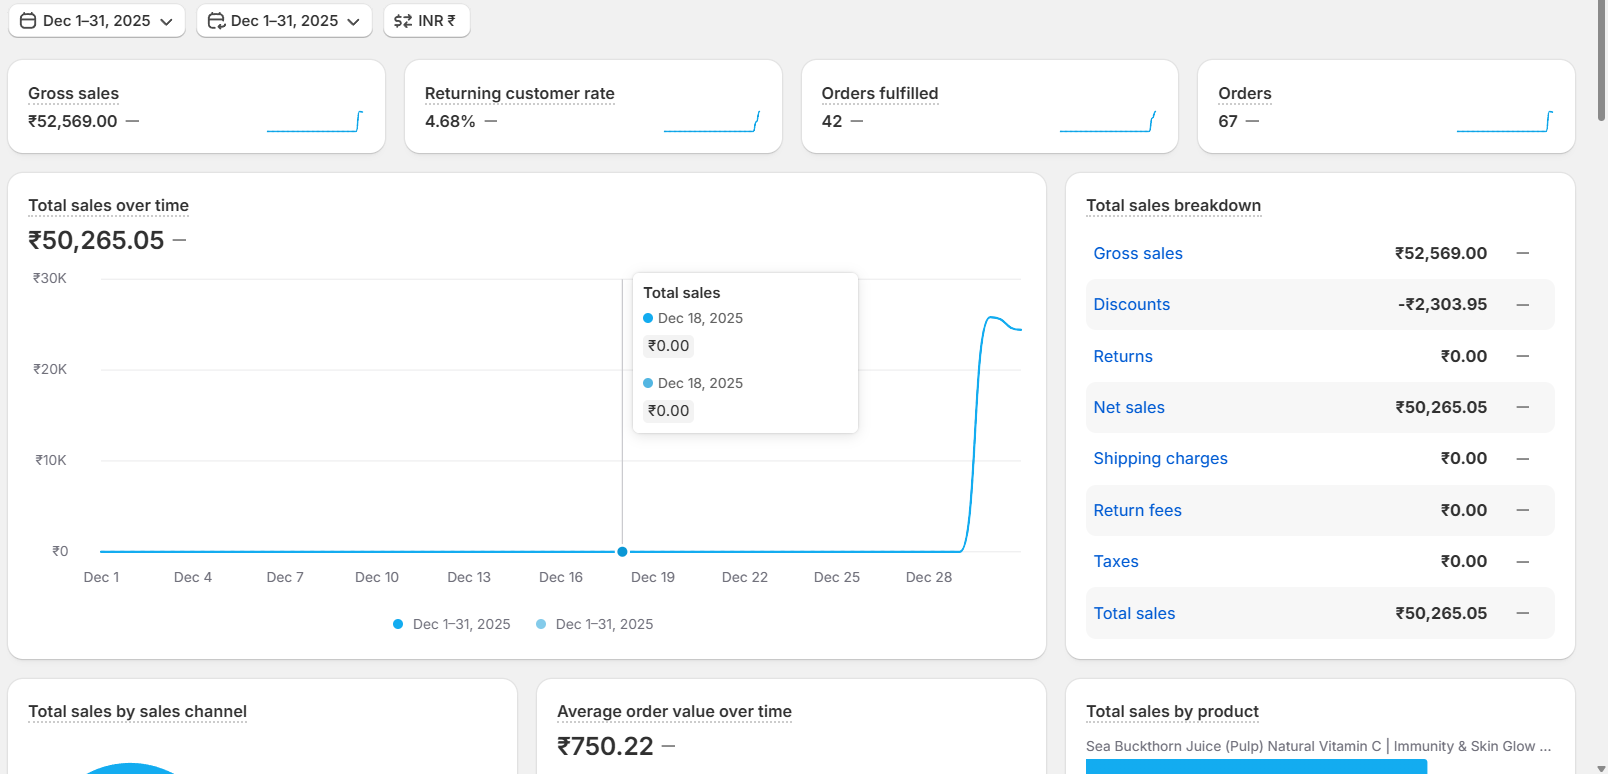 Dec 1–31, 2025 Dec 1–31, 2025 INR ₹
Gross sales
₹52,569.00 —
Returning customer rate
4.68% —
Orders fulfilled
42 —
Orders
67 —
Total sales over time
₹50,265.05 —
₹30K
₹20K
₹10K
₹0
Dec 1 Dec 4 Dec 7 Dec 10 Dec 13 Dec 16 Dec 19 Dec 22 Dec 25 Dec 28
Total sales
Dec 18, 2025
₹0.00
Dec 18, 2025
₹0.00
Dec 1–31, 2025 Dec 1–31, 2025
Total sales breakdown
Gross sales ₹52,569.00 —
Discounts -₹2,303.95 —
Returns ₹0.00 —
Net sales ₹50,265.05 —
Shipping charges ₹0.00 —
Return fees ₹0.00 —
Taxes ₹0.00 —
Total sales ₹50,265.05 —
Total sales by sales channel
Average order value over time
₹750.22 —
Total sales by product
Sea Buckthorn Juice (Pulp) Natural Vitamin C | Immunity & Skin Glow ...